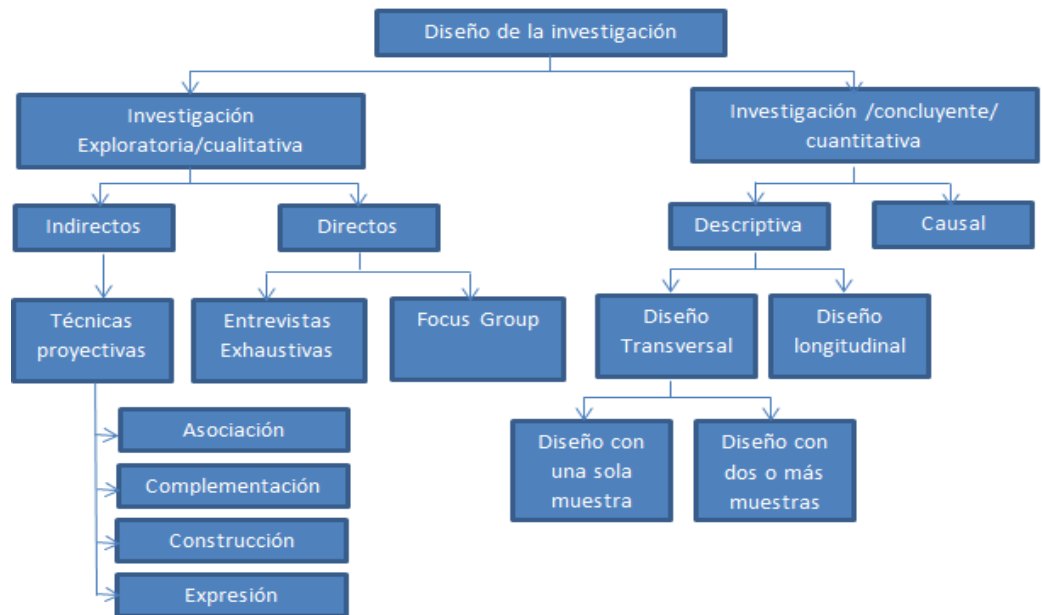 Diseño de la investigación
Investigación
Exploratoria/cualitativa
Investigación /concluyente/
cuantitativa
Indirectos
Directos
Descriptiva
Causal
Técnicas
proyectivas
Entrevistas
Exhaustivas
Focus Group
Diseño
Transversal
Diseño
longitudinal
Asociación
Complementación
Construcción
Expresión
Diseño con
una sola
muestra
Diseño con
dos o más
muestras